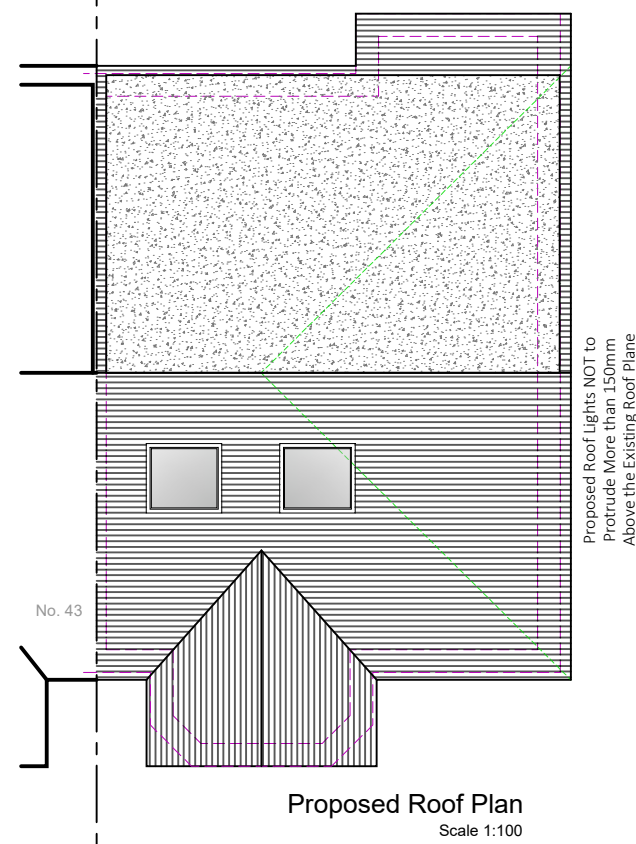 Proposed Roof Lights NOT to
Protrude More than 150mm
Above the Existing Roof Plane
No. 43
Proposed Roof Plan
Scale 1:100